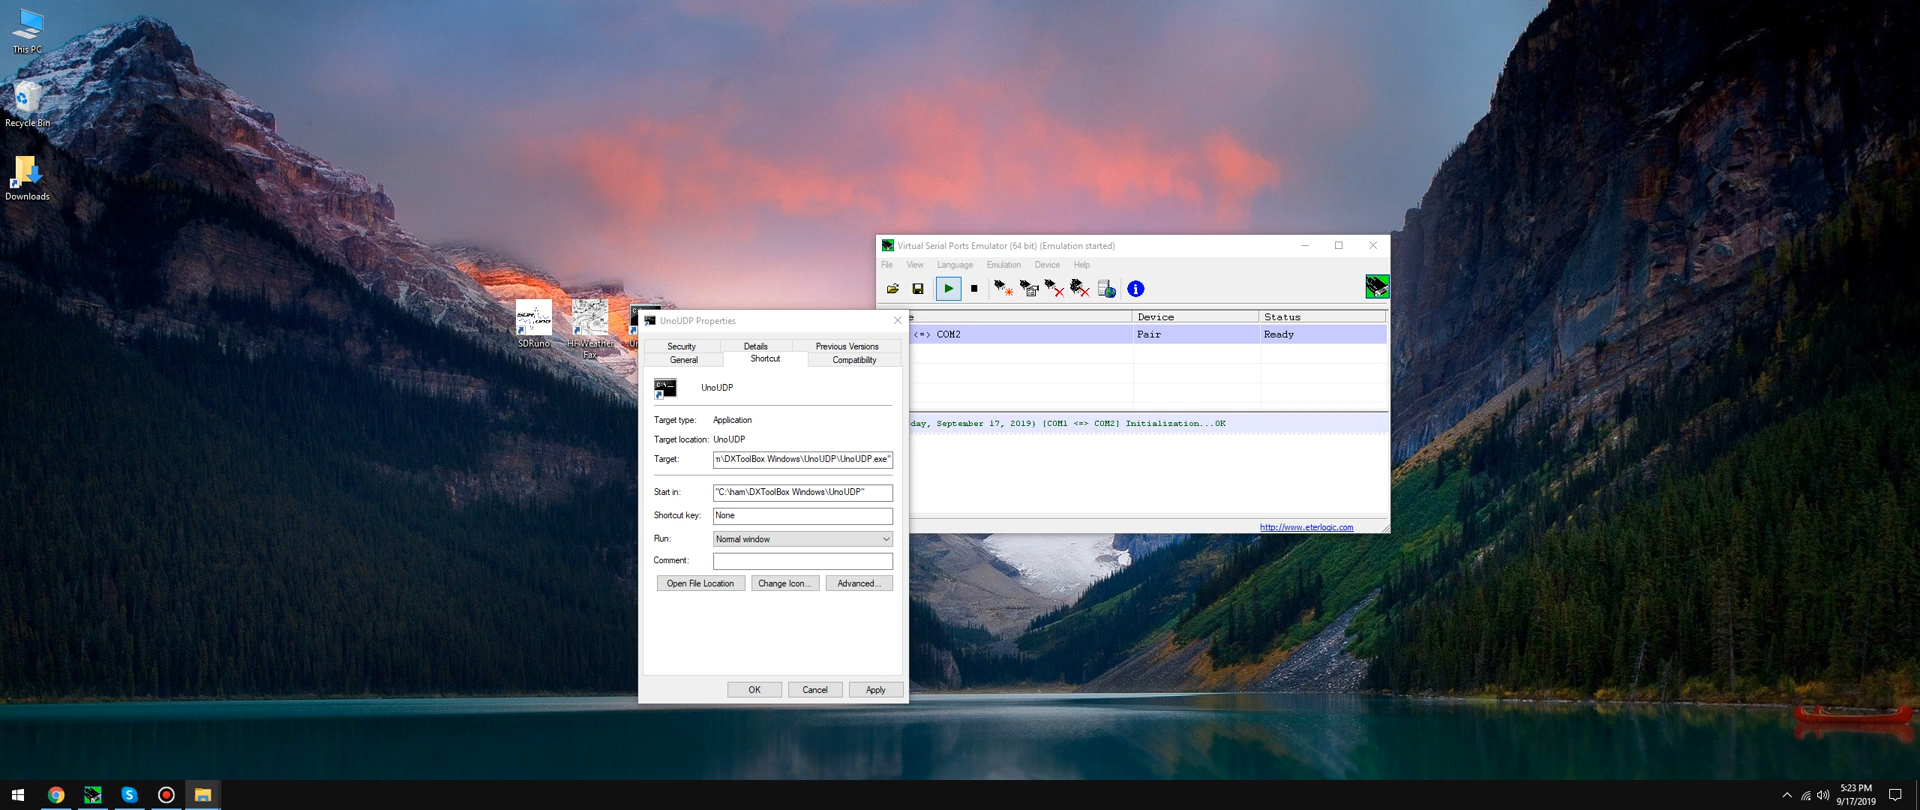 This PC
Recycle Bin
Downloads
SDRuno
HF Weather
Fax
Virtual Serial Ports Emulator (64 bit) (Emulation started)
File View Language Emulation Device Help
Device Status
<=> COM2 Pair Ready
September 17, 2019) [COM1 <=> COM2] Initialization...OK
http://www.eterlogic.com
UnoUDP Properties
Security Details Previous Versions
General Shortcut Compatibility
UnoUDP
Target type: Application
Target location: UnoUDP
Target: \DXToolBox Windows\UnoUDP\UnoUDP.exe"
Start in: "C:\ham\DXToolBox Windows\UnoUDP"
Shortcut key: None
Run: Normal window
Comment:
Open File Location Change Icon... Advanced...
OK Cancel Apply
5:23 PM
9/17/2019